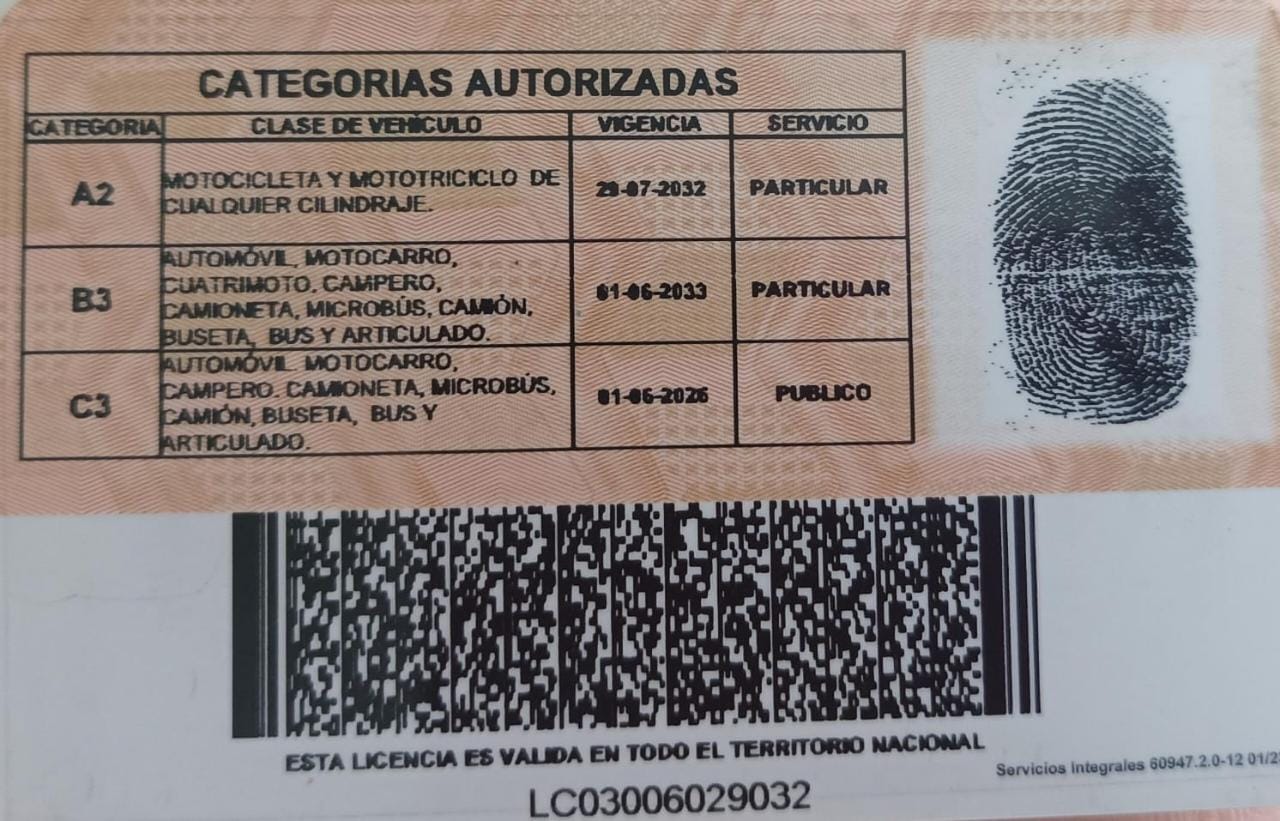 CATEGORIAS AUTORIZADAS
CATEGORIA CLASE DE VEHÍCULO VIGENCIA SERVICIO
A2 MOTOCICLETA Y MOTOTRICICLO DE CUALQUIER CILINDRAJE. 29-07-2032 PARTICULAR
B3 AUTOMÓVIL, MOTOCARRO, CUATRIMOTO, CAMPERO, CAMIONETA, MICROBÚS, CAMIÓN, BUSETA, BUS Y ARTICULADO. 01-06-2033 PARTICULAR
C3 AUTOMÓVIL MOTOCARRO, CAMPERO. CAMIONETA, MICROBÚS, CAMIÓN, BUSETA, BUS Y ARTICULADO. 01-06-2026 PUBLICO
ESTA LICENCIA ES VALIDA EN TODO EL TERRITORIO NACIONAL
Servicios Integrales 60947.2.0-12 01/2
LC03006029032